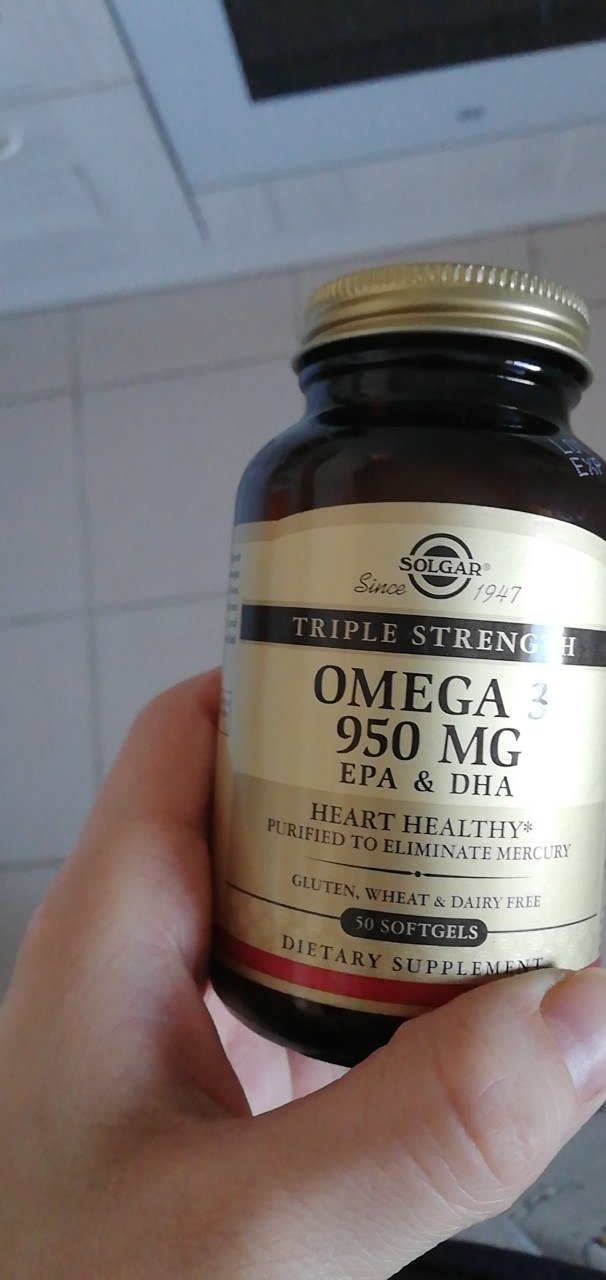 SOLGAR®
Since 1947
TRIPLE STRENGTH
OMEGA 3
950 MG
EPA & DHA
HEART HEALTHY*
PURIFIED TO ELIMINATE MERCURY
GLUTEN, WHEAT & DAIRY FREE
50 SOFTGELS
DIETARY SUPPLEMENT